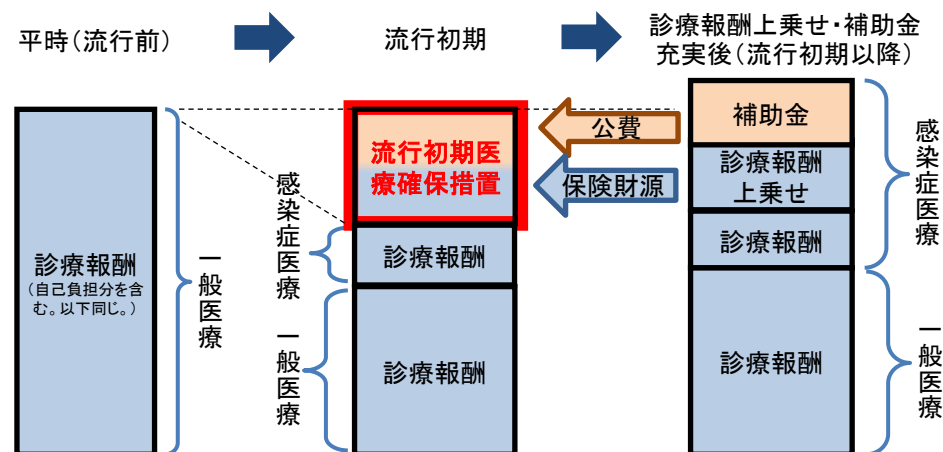 平時(流行前)
流行初期
診療報酬上乗せ・補助金
充実後(流行初期以降)
診療報酬
(自己負担分を含
む。以下同じ。)
一般医療
流行初期医
療確保措置
診療報酬
診療報酬
感染症医療
一般医療
公費
保険財源
補助金
診療報酬
上乗せ
診療報酬
診療報酬
感染症医療
一般医療